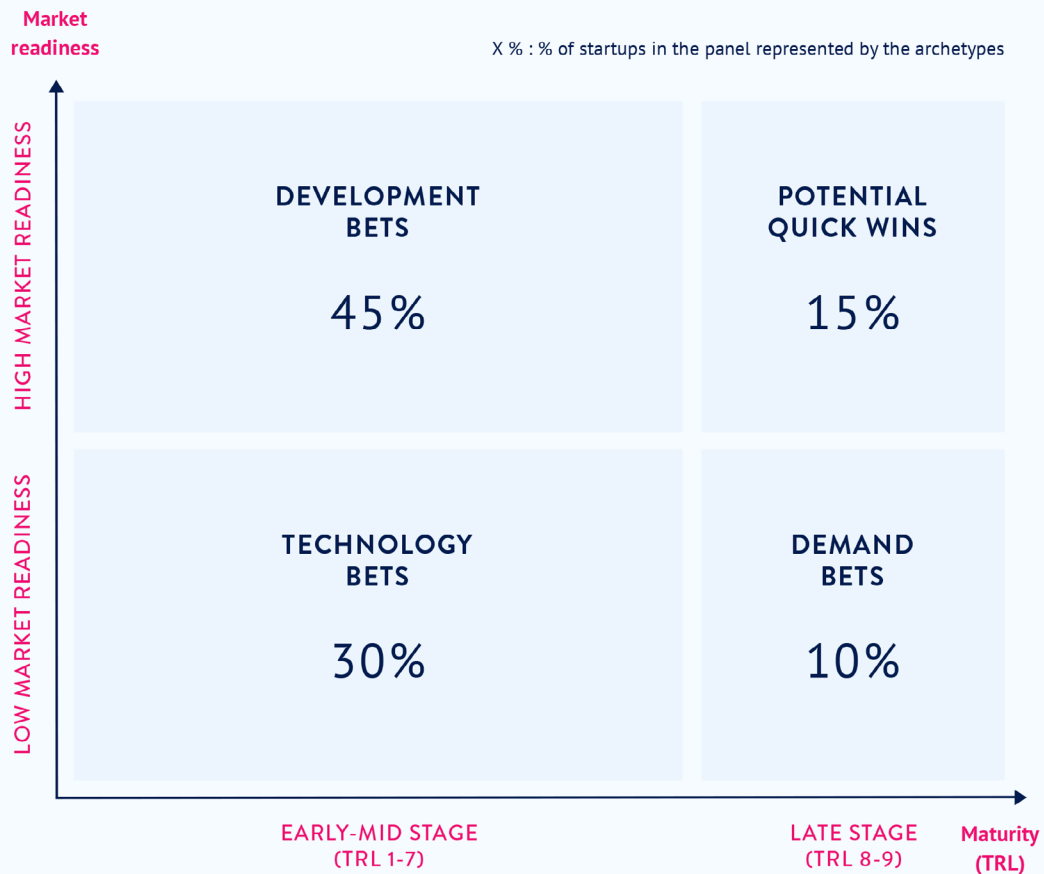 Market
readiness
X % : % of startups in the panel represented by the archetypes
HIGH MARKET READINESS
DEVELOPMENT
BETS
45%
POTENTIAL
QUICK WINS
15%
LOW MARKET READINESS
TECHNOLOGY
BETS
30%
DEMAND
BETS
10%
EARLY-MID STAGE
(TRL 1-7)
LATE STAGE
(TRL 8-9)
Maturity
(TRL)